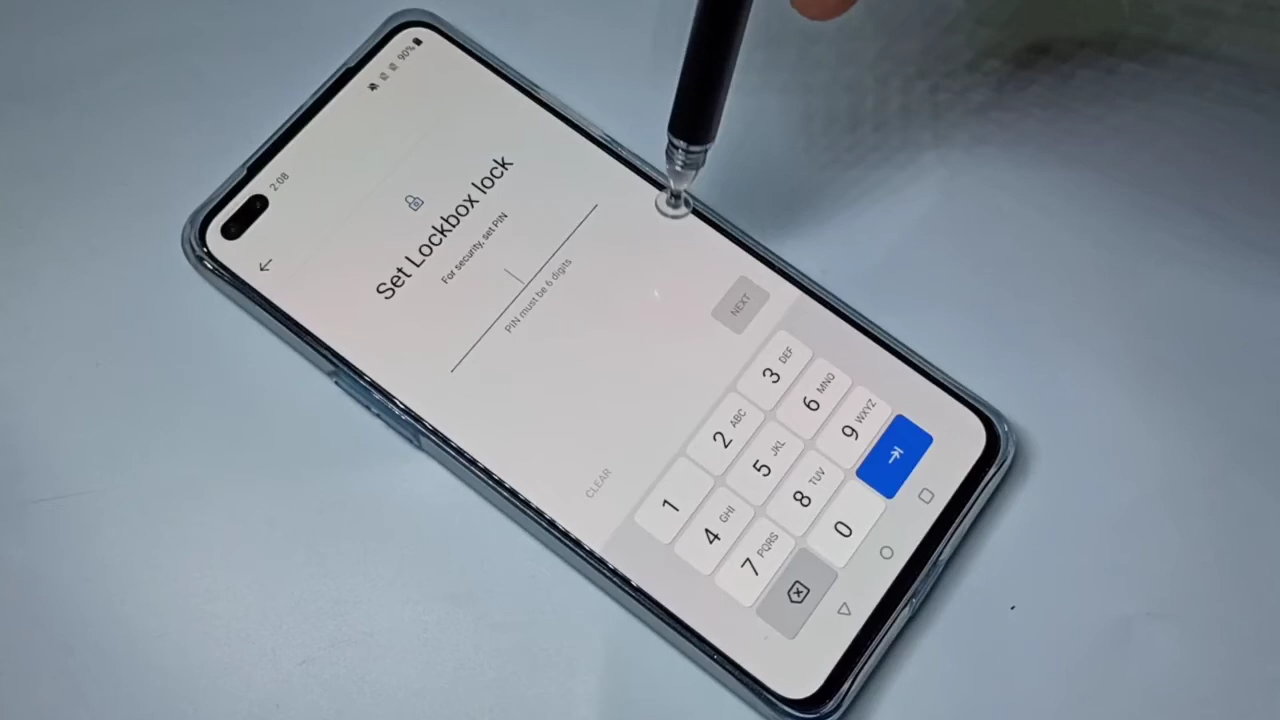 2:08
90%
Set Lockbox lock
For security, set PIN
PIN must be 6 digits
CLEAR
NEXT
1
2 ABC
3 DEF
4 GHI
5 JKL
6 MNO
7 PQRS
8 TUV
9 WXYZ
0